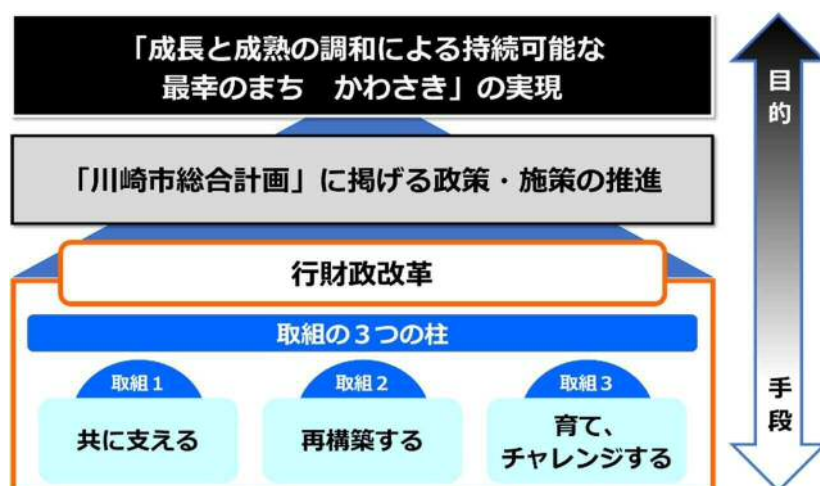 「成長と成熟の調和による持続可能な
最幸のまち　かわさき」の実現
「川崎市総合計画」に掲げる政策・施策の推進
行財政改革
取組の３つの柱
取組１
共に支える
取組２
再構築する
取組３
育て、
チャレンジする
目的
手段